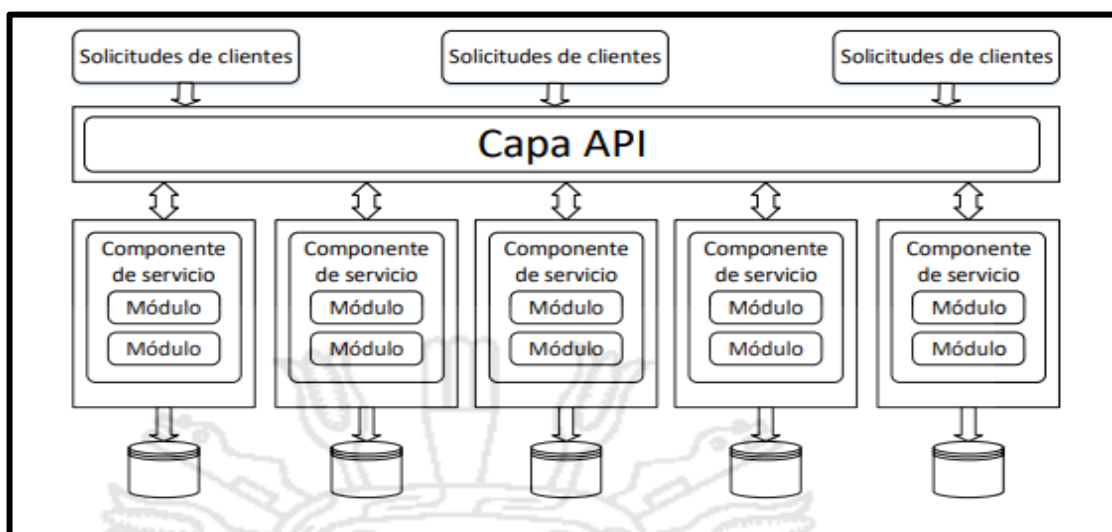 Solicitudes de clientes
Solicitudes de clientes
Solicitudes de clientes
Capa API
Componente
de servicio
Módulo
Módulo
Componente
de servicio
Módulo
Módulo
Componente
de servicio
Módulo
Módulo
Componente
de servicio
Módulo
Módulo
Componente
de servicio
Módulo
Módulo